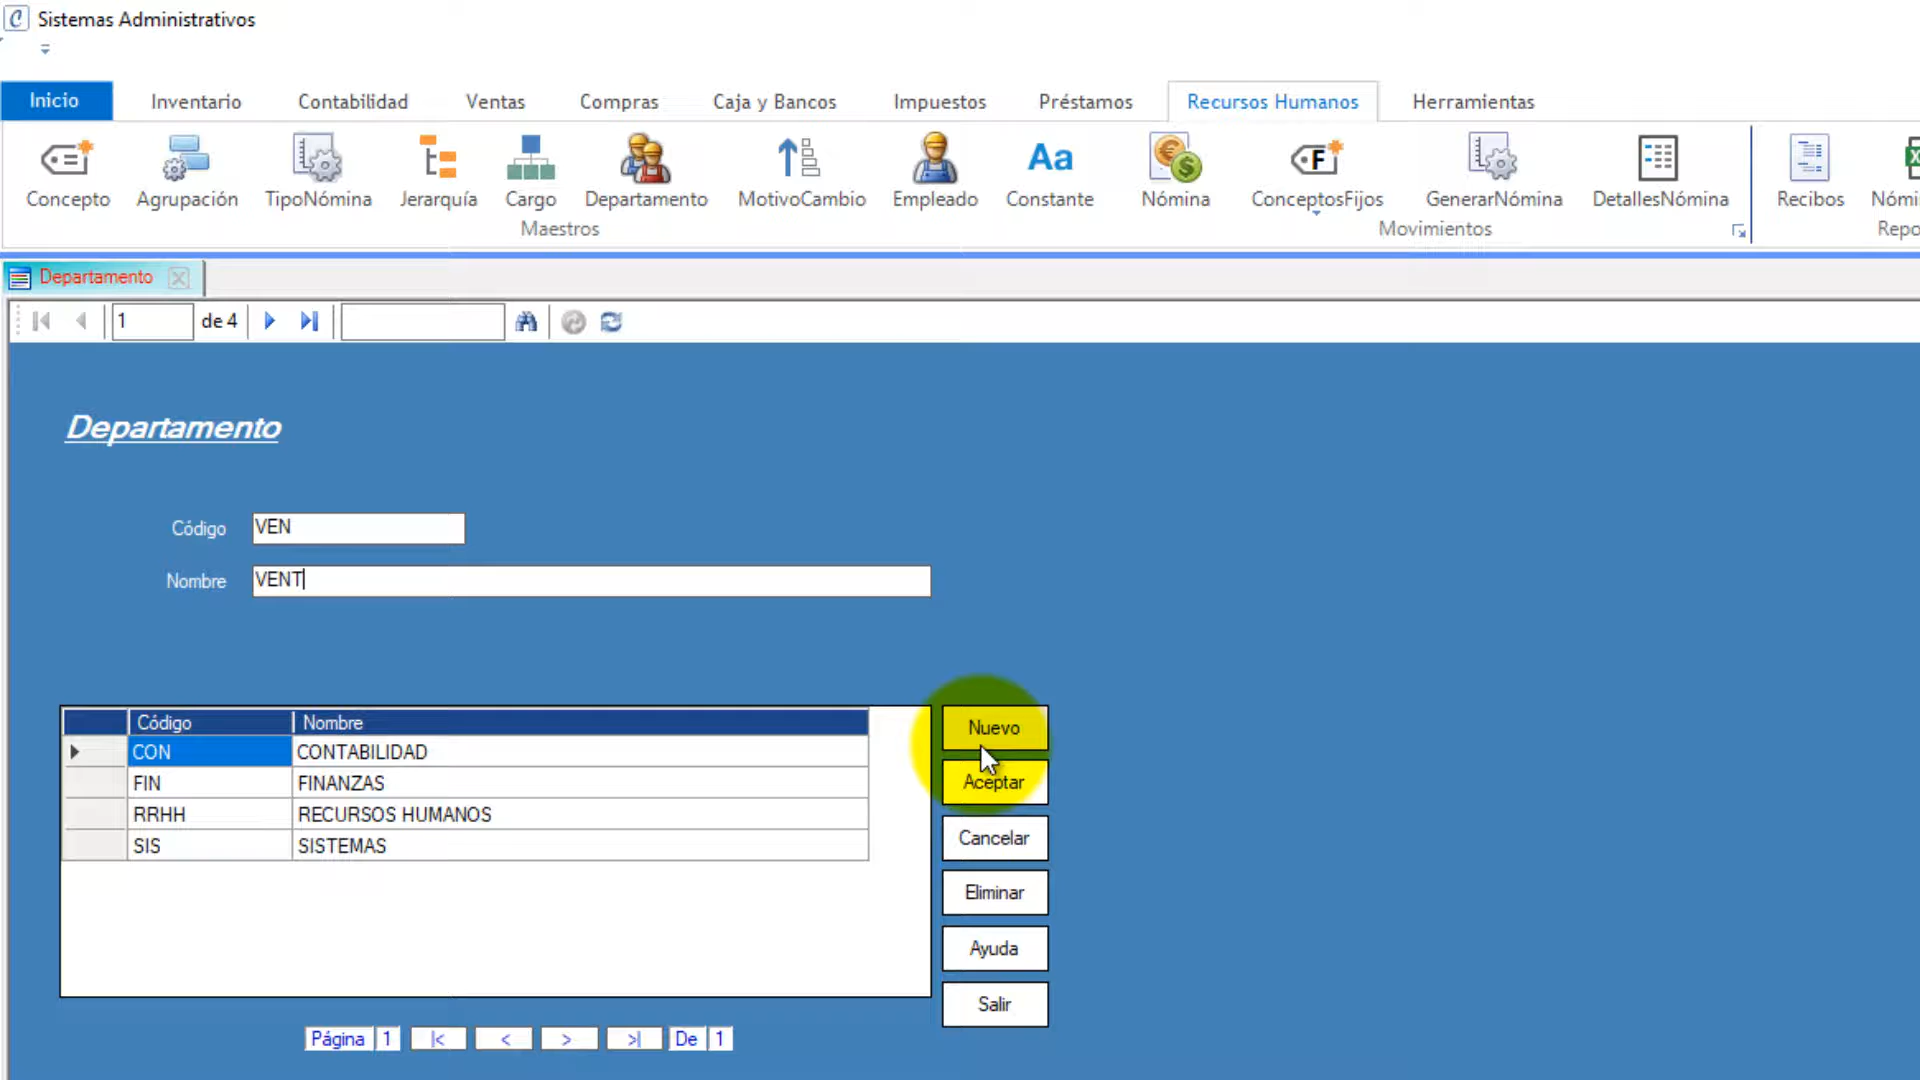 Sistemas Administrativos
Inicio Inventario Contabilidad Ventas Compras Caja y Bancos Impuestos Préstamos Recursos Humanos Herramientas
Concepto Agrupación TipoNómina Jerarquía Cargo Departamento MotivoCambio Empleado Constante Nómina ConceptosFijos GenerarNómina DetallesNómina Recibos Nómi
Maestros Movimientos Repo
Departamento
1 de 4
Departamento
Código VEN
Nombre VENT
Código Nombre
CON CONTABILIDAD
FIN FINANZAS
RRHH RECURSOS HUMANOS
SIS SISTEMAS
Nuevo
Aceptar
Cancelar
Eliminar
Ayuda
Salir
Página 1 |< < > >| De 1